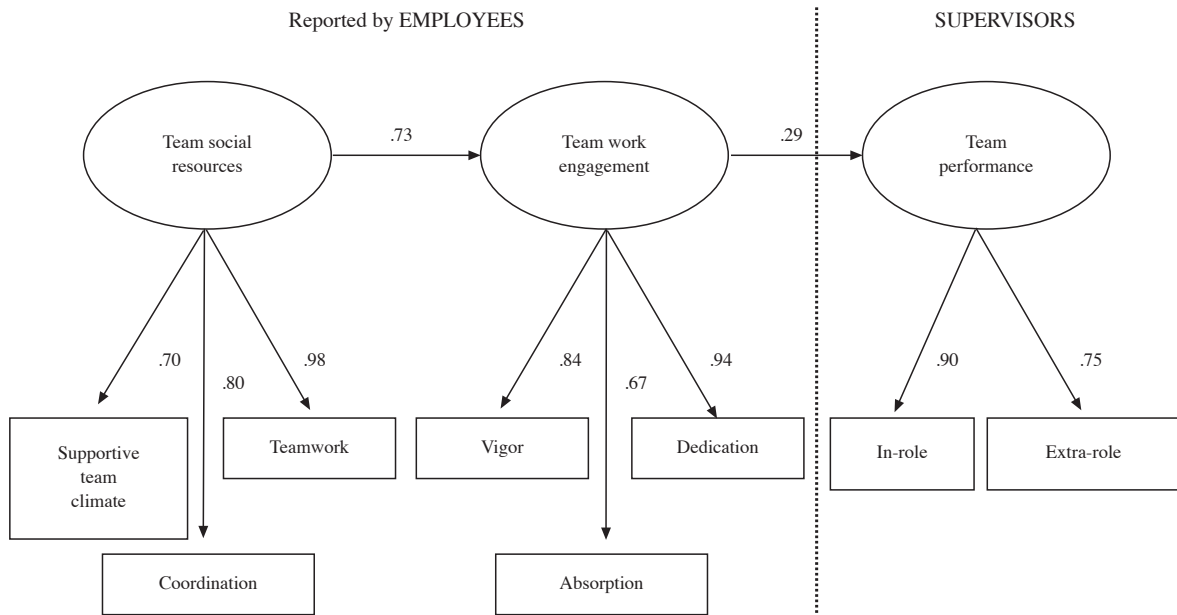 Reported by EMPLOYEES
SUPERVISORS
Team social
resources
.73
Team work
engagement
.29
Team
performance
.70
.80
.98
.84
.67
.94
.90
.75
Supportive
team
climate
Teamwork
Vigor
Dedication
In-role
Extra-role
Coordination
Absorption